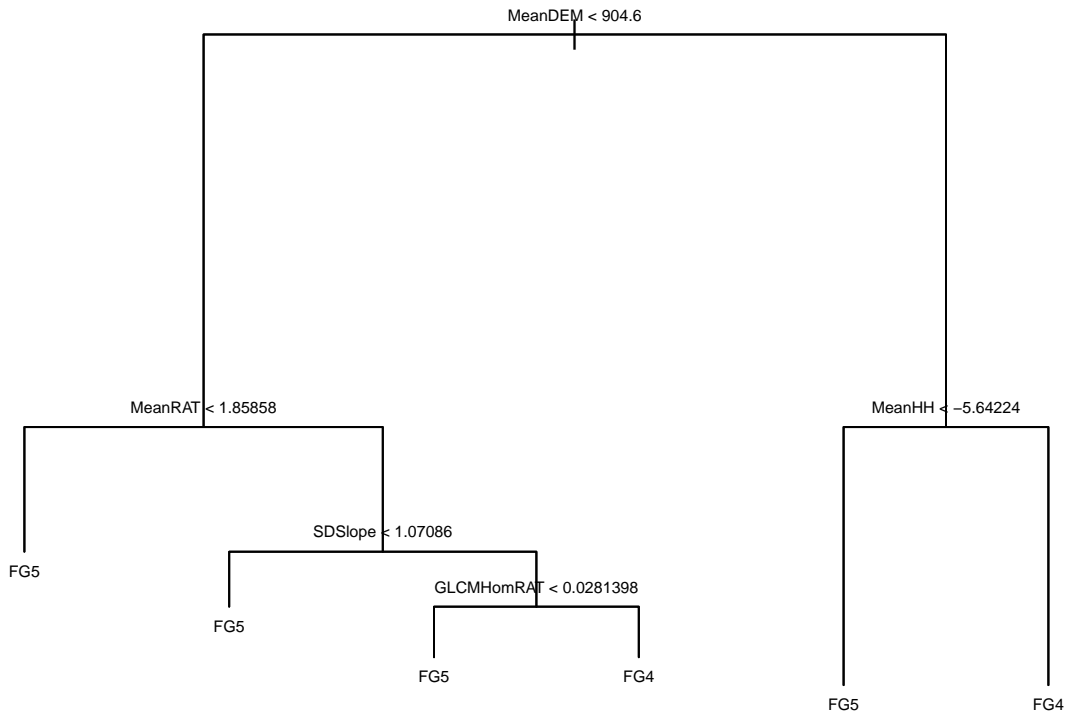 MeanDEM < 904.6
MeanRAT < 1.85858
MeanHH < −5.64224
SDSlope < 1.07086
FG5
GLCMHomRAT < 0.0281398
FG5
FG5
FG4
FG5
FG4